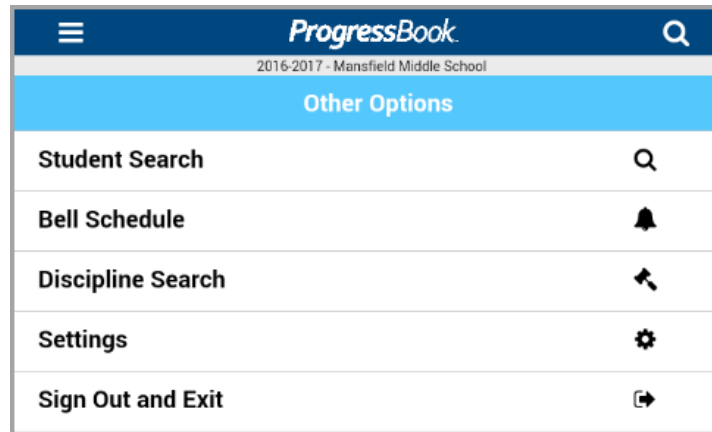 ProgressBook
2016-2017 - Mansfield Middle School
Other Options
Student Search
Bell Schedule
Discipline Search
Settings
Sign Out and Exit